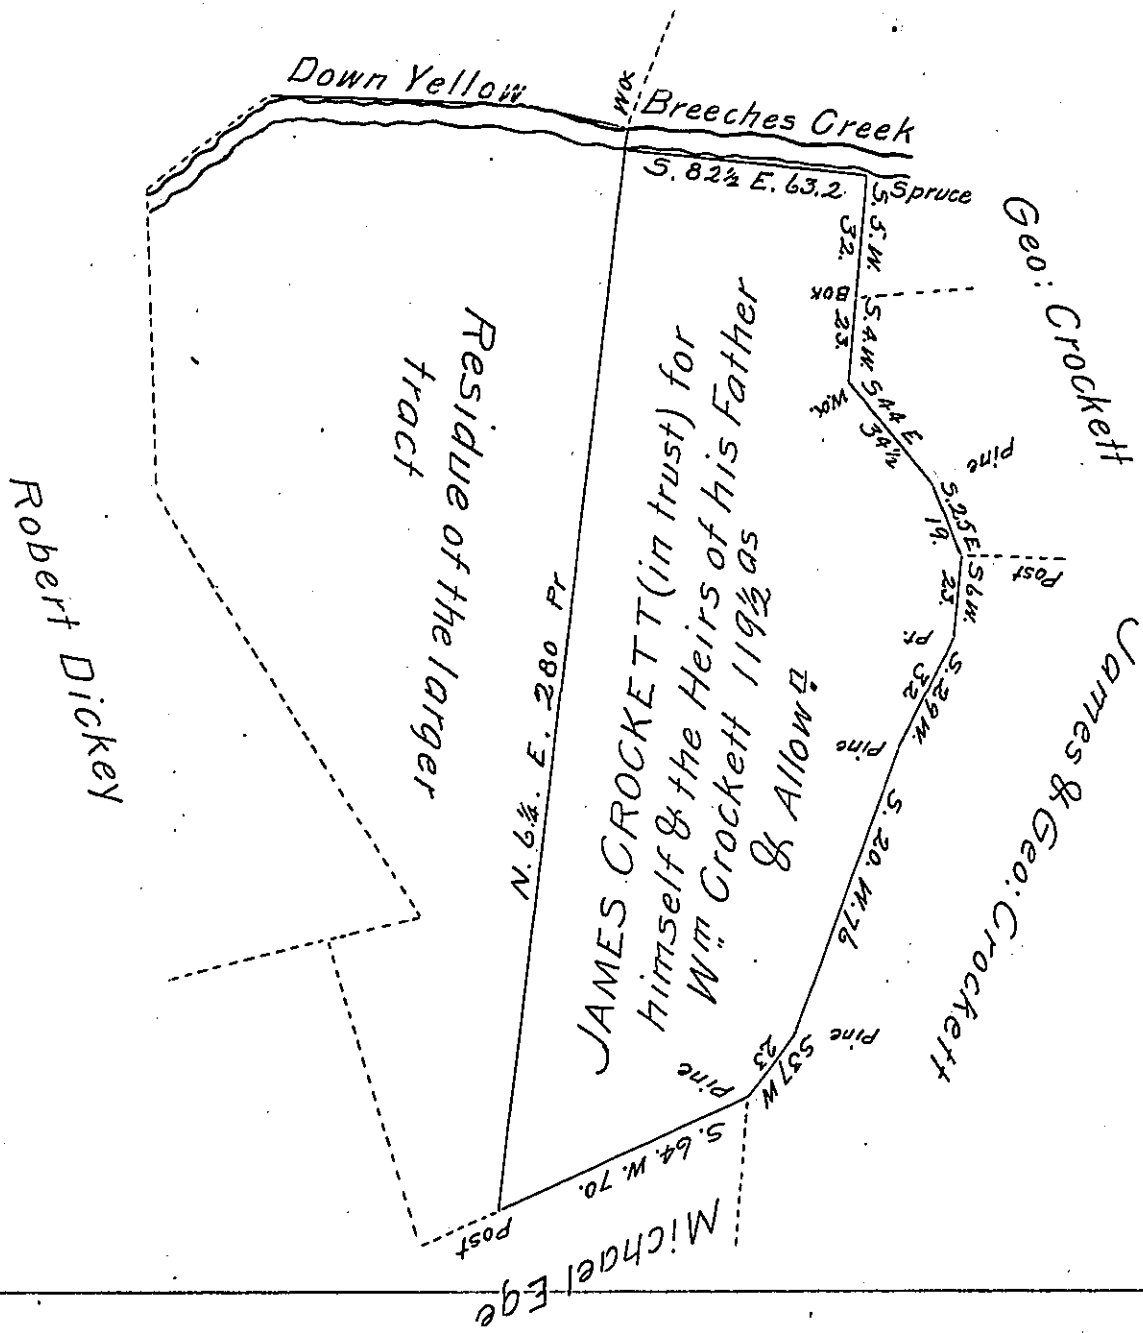 Down Yellow Breeches Creek
W.O.
S. 82½ E. 63.2
Spruce
S. 5. W.
32.
BOK
S. 4. W.
23.
W.O.
S 44 E
34½
Pine
S. 25 E
19.
Post
S 6 W.
23.
Pt.
S. 29 W.
32
Pine
S. 20. W. 76
Pine
S 37 W
23
Pine
S. 64. W. 70.
Post
N. 6¼. E. 280 Pr
Geo: Crockett
James & Geo: Crockett
Michael Ege
Robert Dickey
Residue of the larger
tract
JAMES CROCKETT (in trust) for
himself & the Heirs of his Father
Wm Crockett 119½ as
& Allow